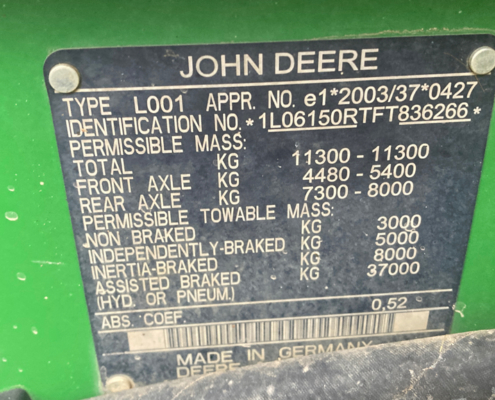 JOHN DEERE
TYPE L001 APPR. NO. e1*2003/37*0427
IDENTIFICATION NO. *1L06150RTFT836266*
PERMISSIBLE MASS:
TOTAL KG 11300 - 11300
FRONT AXLE KG 4480 - 5400
REAR AXLE KG 7300 - 8000
PERMISSIBLE TOWABLE MASS:
NON BRAKED KG 3000
INDEPENDENTLY-BRAKED KG 5000
INERTIA-BRAKED KG 8000
ASSISTED BRAKED KG 37000
(HYD. OR PNEUM.)
ABS. COEF. 0,52
MADE IN GERMANY
DEERE